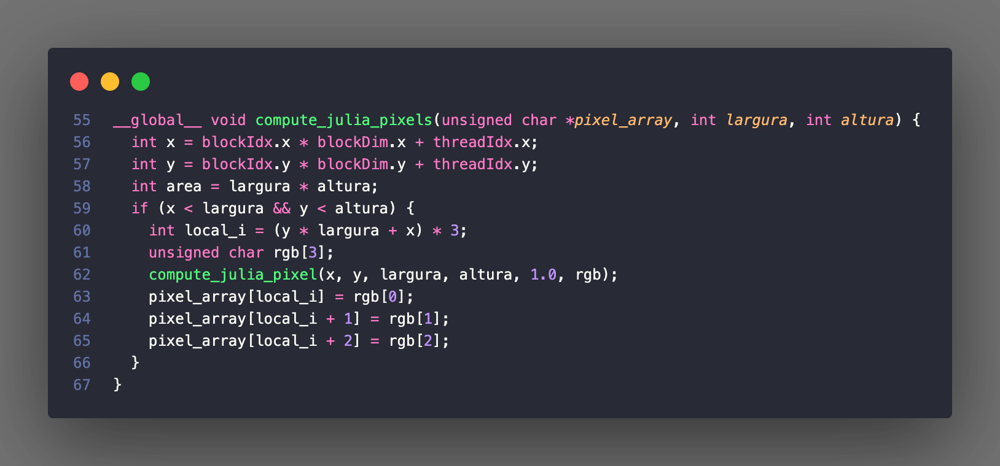 55 __global__ void compute_julia_pixels(unsigned char *pixel_array, int largura, int altura) {
56   int x = blockIdx.x * blockDim.x + threadIdx.x;
57   int y = blockIdx.y * blockDim.y + threadIdx.y;
58   int area = largura * altura;
59   if (x < largura && y < altura) {
60     int local_i = (y * largura + x) * 3;
61     unsigned char rgb[3];
62     compute_julia_pixel(x, y, largura, altura, 1.0, rgb);
63     pixel_array[local_i] = rgb[0];
64     pixel_array[local_i + 1] = rgb[1];
65     pixel_array[local_i + 2] = rgb[2];
66   }
67 }